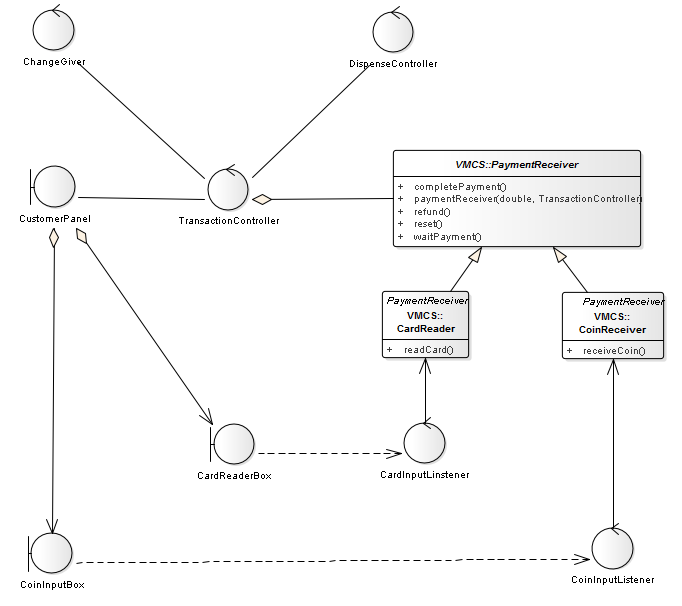 ChangeGiver
DispenseController
VMCS::PaymentReceiver
+ completePayment()
+ paymentReceiver(double, TransactionController)
+ refund()
+ reset()
+ waitPayment()
CustomerPanel
TransactionController
PaymentReceiver
VMCS::
CardReader
+ readCard()
PaymentReceiver
VMCS::
CoinReceiver
+ receiveCoin()
CardReaderBox
CardInputLinstener
CoinInputBox
CoinInputListener